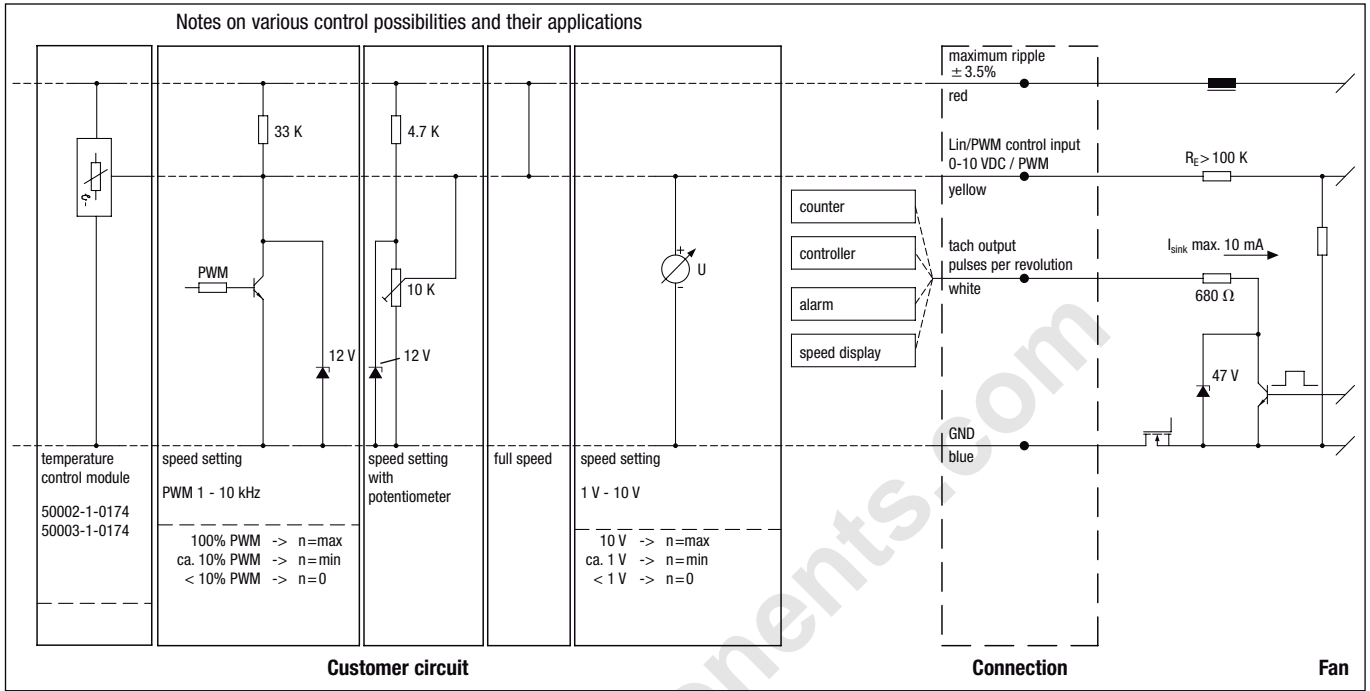 Notes on various control possibilities and their applications
maximum ripple
± 3.5%
red
33 K
4.7 K
Lin/PWM control input
0-10 VDC / PWM
yellow
RE> 100 K
counter
controller
alarm
speed display
tach output
pulses per revolution
white
Isink max. 10 mA
680 Ω
PWM
10 K
+
U
-
12 V
12 V
47 V
GND
blue
temperature
control module
50002-1-0174
50003-1-0174
speed setting
PWM 1 - 10 kHz
100% PWM -> n=max
ca. 10% PWM -> n=min
< 10% PWM -> n=0
speed setting
with
potentiometer
full speed
speed setting
1 V - 10 V
10 V -> n=max
ca. 1 V -> n=min
< 1 V -> n=0
Customer circuit
Connection
Fan
nents.com